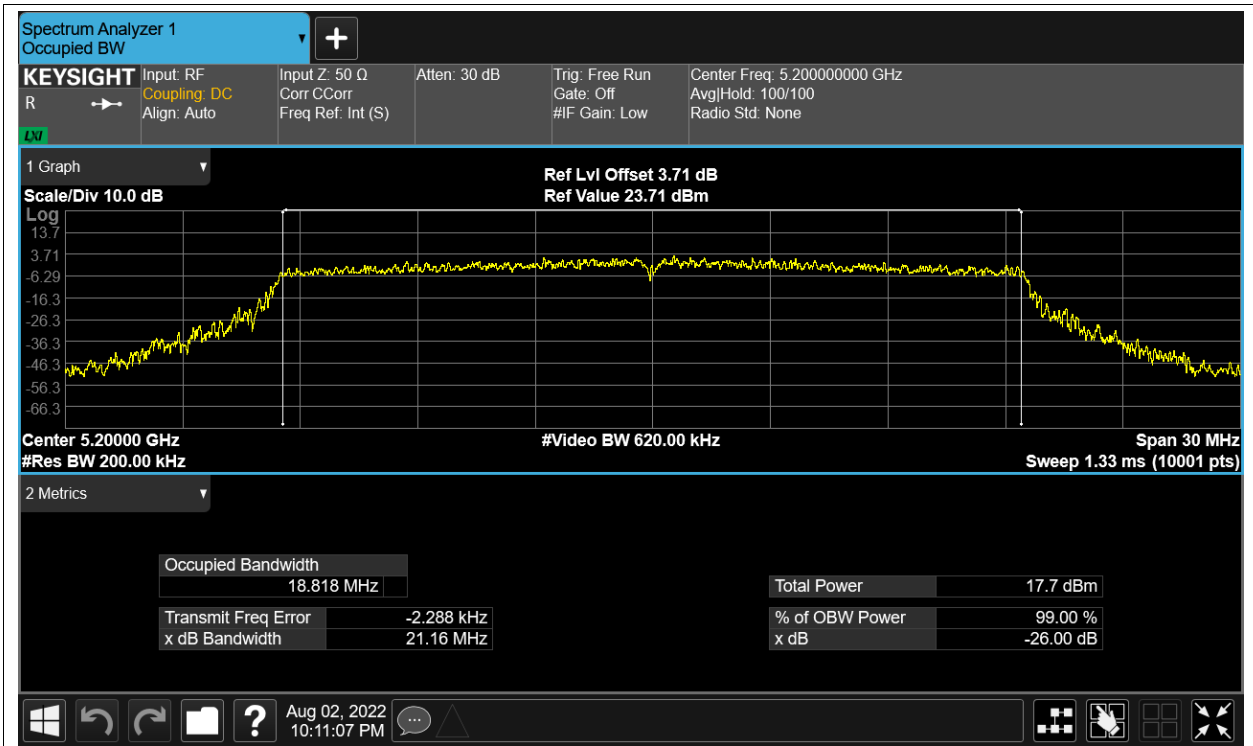 Spectrum Analyzer 1
Occupied BW
KEYSIGHT
R
LXI
Input: RF
Coupling: DC
Align: Auto
Input Z: 50 Ω
Corr CCorr
Freq Ref: Int (S)
Atten: 30 dB
Trig: Free Run
Gate: Off
#IF Gain: Low
Center Freq: 5.200000000 GHz
Avg|Hold: 100/100
Radio Std: None
1 Graph
Scale/Div 10.0 dB
Ref Lvl Offset 3.71 dB
Ref Value 23.71 dBm
Log
13.7
3.71
-6.29
-16.3
-26.3
-36.3
-46.3
-56.3
-66.3
Center 5.20000 GHz
#Video BW 620.00 kHz
Span 30 MHz
#Res BW 200.00 kHz
Sweep 1.33 ms (10001 pts)
2 Metrics
Occupied Bandwidth
18.818 MHz
Total Power 17.7 dBm
Transmit Freq Error -2.288 kHz
% of OBW Power 99.00 %
x dB Bandwidth 21.16 MHz
x dB -26.00 dB
?
Aug 02, 2022
10:11:07 PM